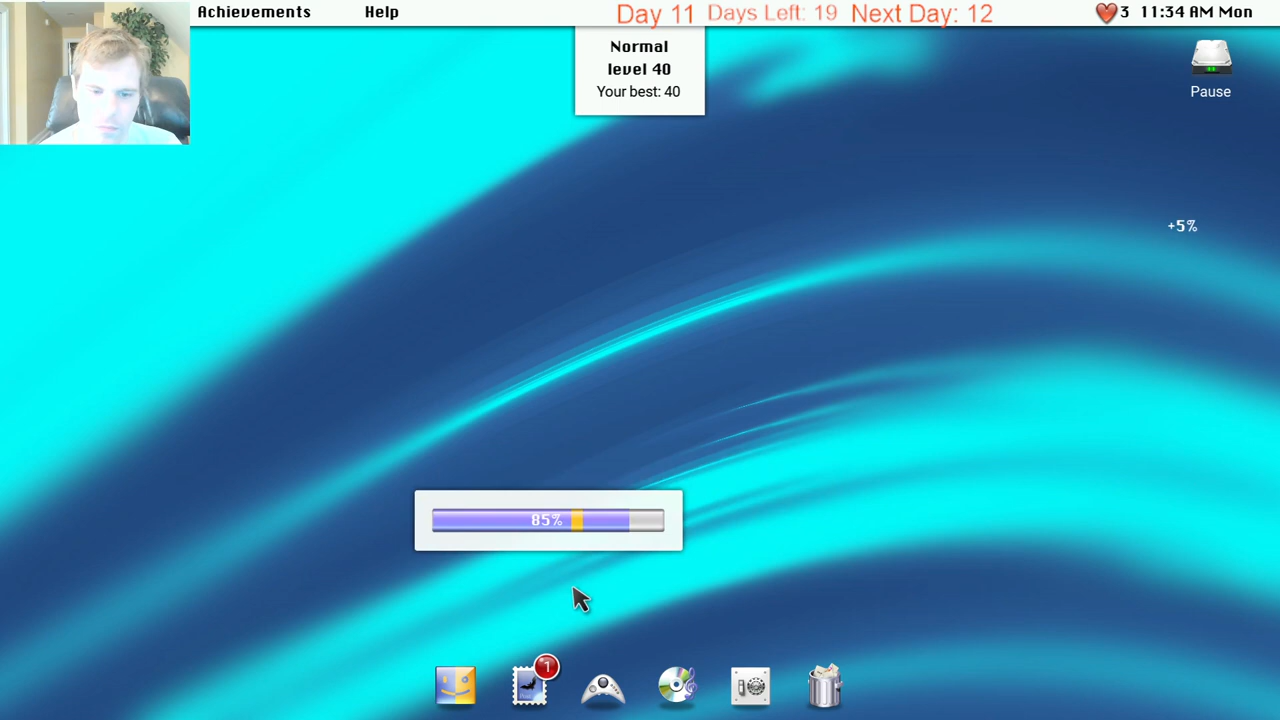 Achievements Help Day 11 Days Left: 19 Next Day: 12 3 11:34 AM Mon
Normal
level 40
Your best: 40
Pause
+5%
85%
1